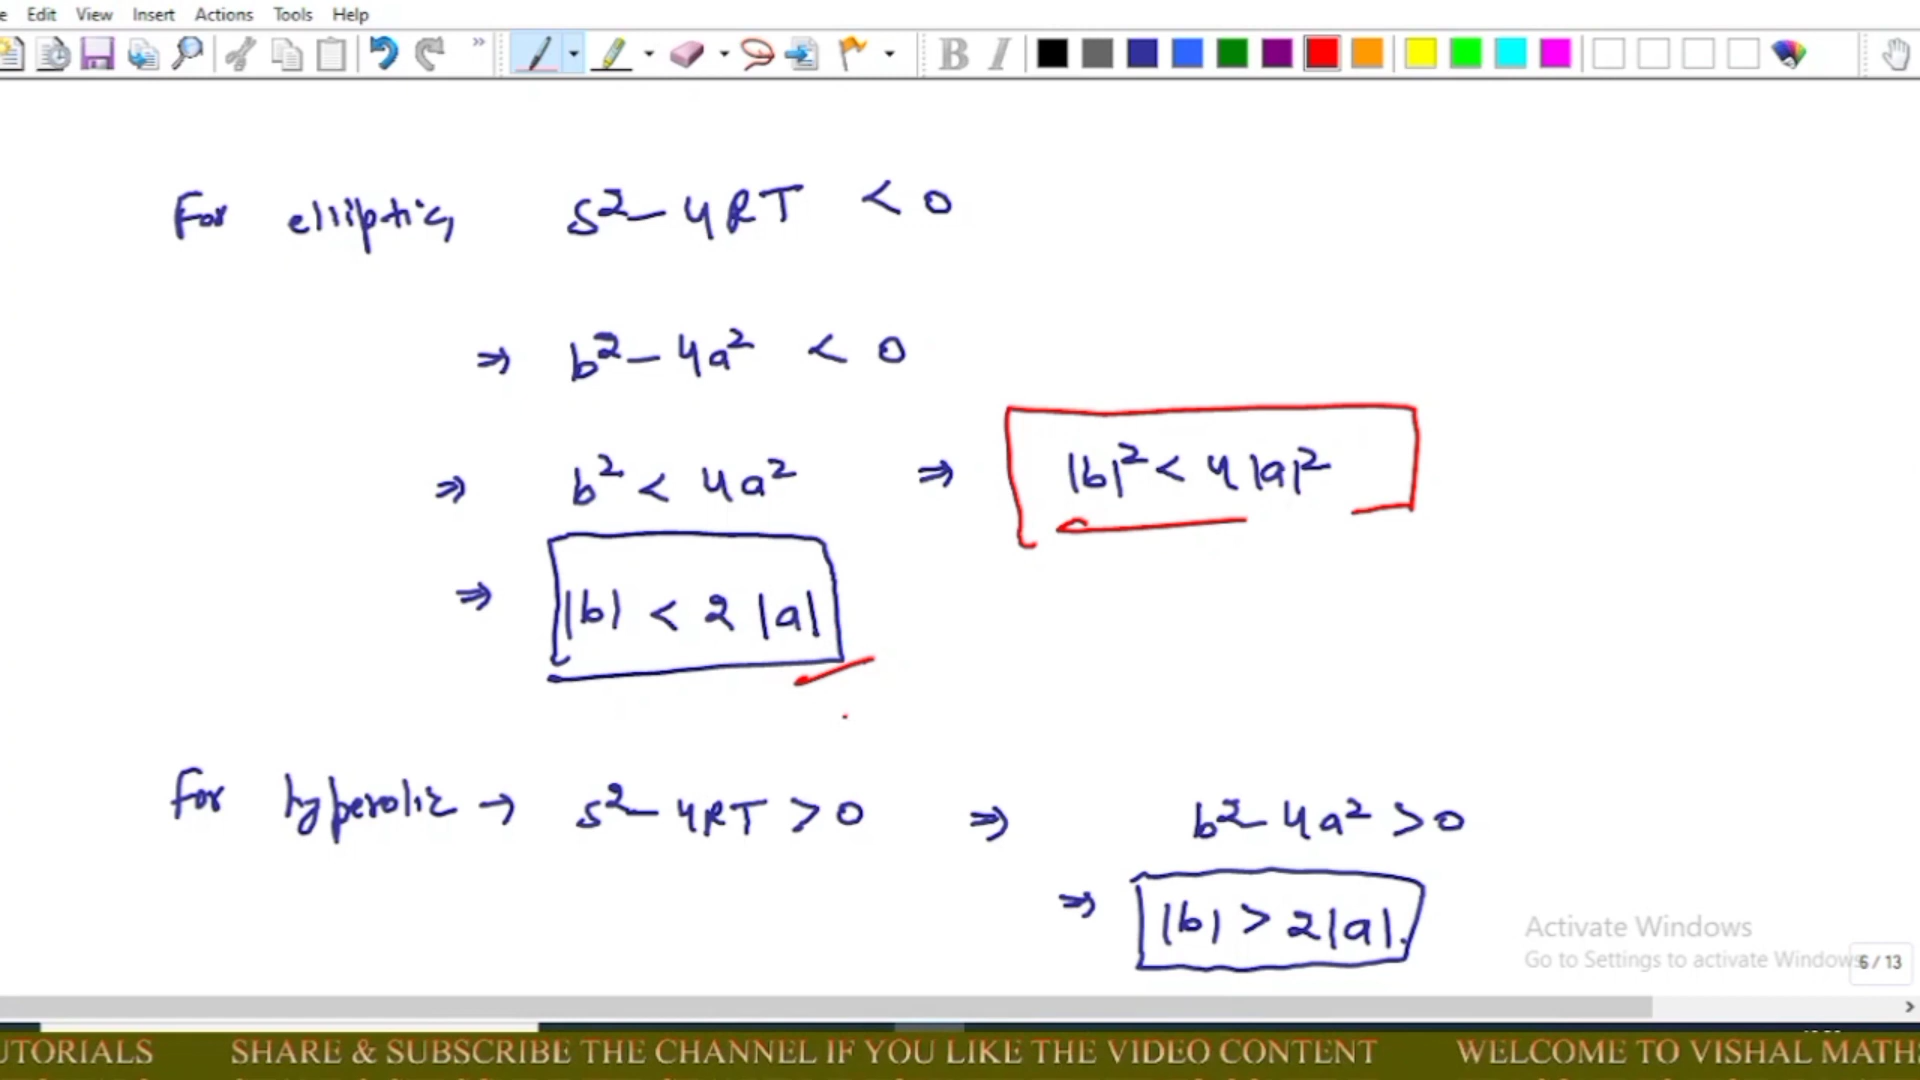 Edit View Insert Actions Tools Help
B I
For elliptic, S²-4RT < 0
⇒ b²-4a² < 0
⇒ b² < 4a² ⇒ |b|² < 4|a|²
⇒ |b| < 2|a|
For hyperolic → S²-4RT > 0 ⇒ b²-4a² > 0
⇒ |b| > 2|a|.
Activate Windows
Go to Settings to activate Windows
6 / 13
UTORIALS SHARE & SUBSCRIBE THE CHANNEL IF YOU LIKE THE VIDEO CONTENT WELCOME TO VISHAL MATHS